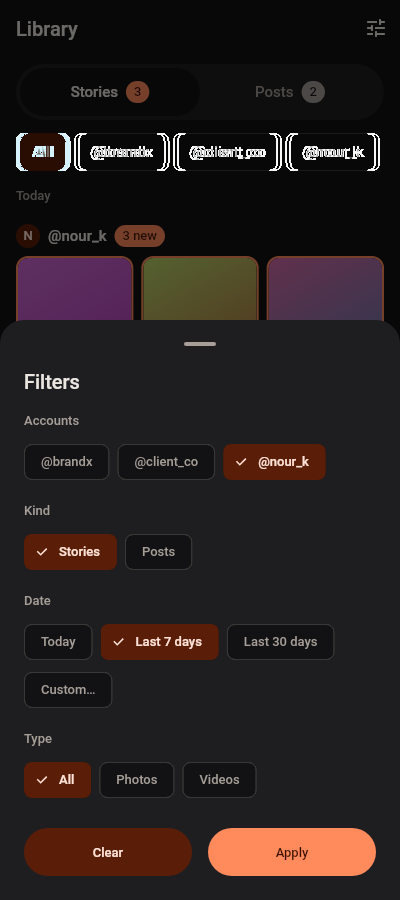 Library
Stories 3 Posts 2
All
Today
N @nour_k 3 new
Filters
Accounts
@brandx @client_co @nour_k
Kind
Stories Posts
Date
Today Last 7 days Last 30 days
Custom...
Type
All Photos Videos
Clear Apply